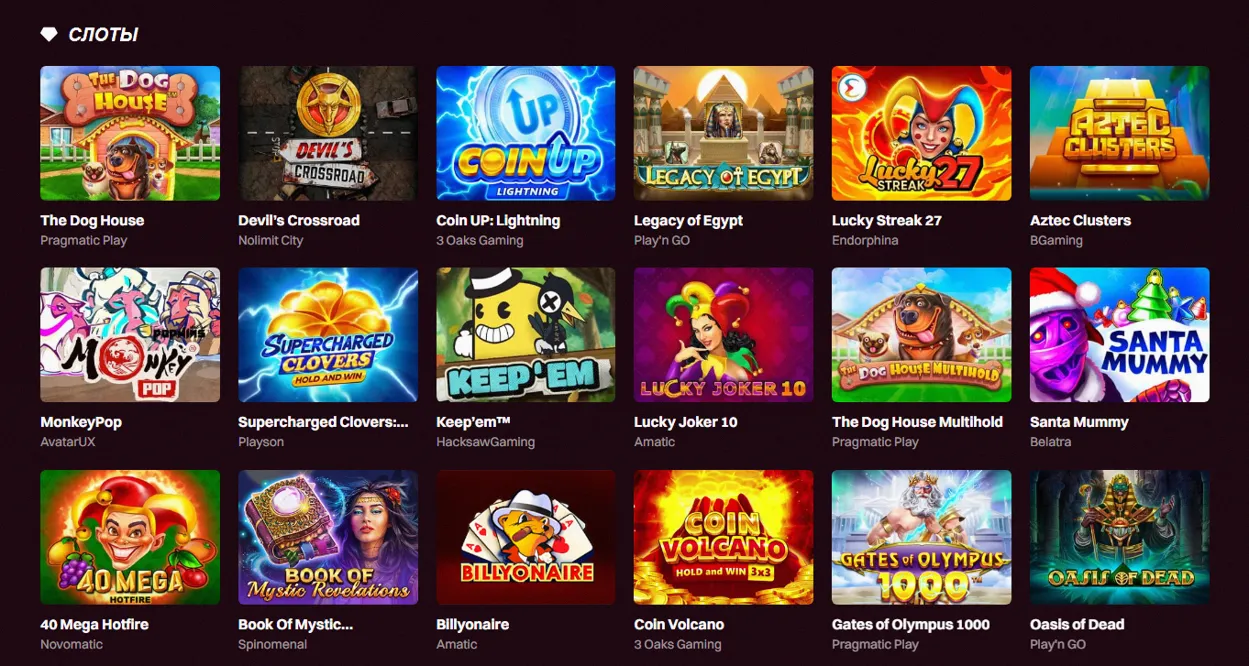 СЛОТЫ
THE DOG
HOUSE™
DEVIL'S
CROSSROAD
UP
COIN UP
LIGHTNING
LEGACY OF EGYPT
Lucky
STREAK 27
AZTEC
CLUSTERS
The Dog House
Devil's Crossroad
Coin UP: Lightning
Legacy of Egypt
Lucky Streak 27
Aztec Clusters
Pragmatic Play
Nolimit City
3 Oaks Gaming
Play'n GO
Endorphina
BGaming
POPWINS
MONKEY
POP
SUPERCHARGED
CLOVERS
HOLD AND WIN
KEEP'EM
LUCKY JOKER 10
THE DOG HOUSE MULTIHOLD
SANTA
MUMMY
MonkeyPop
Supercharged Clovers:...
Keep'em™
Lucky Joker 10
The Dog House Multihold
Santa Mummy
AvatarUX
Playson
HacksawGaming
Amatic
Pragmatic Play
Belatra
40 MEGA
HOTFIRE
BOOK OF
Mystic Revelations
A
A
A
A
BILLYONAIRE
COIN
VOLCANO
HOLD and WIN 3x3
GATES of OLYMPUS
1000™
OASIS OF DEAD
40 Mega Hotfire
Book Of Mystic...
Billyonaire
Coin Volcano
Gates of Olympus 1000
Oasis of Dead
Novomatic
Spinomenal
Amatic
3 Oaks Gaming
Pragmatic Play
Play'n GO